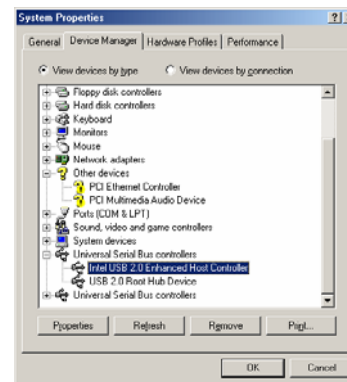 System Properties
General Device Manager Hardware Profiles Performance
View devices by type View devices by connection
Floppy disk controllers
Hard disk controllers
Keyboard
Monitors
Mouse
Network adapters
Other devices
PCI Ethernet Controller
PCI Multimedia Audio Device
Ports (COM & LPT)
Sound, video and game controllers
System devices
Universal Serial Bus controllers
Intel USB 2.0 Enhanced Host Controller
USB 2.0 Root Hub Device
Universal Serial Bus controllers
Properties Refresh Remove Print...
OK Cancel